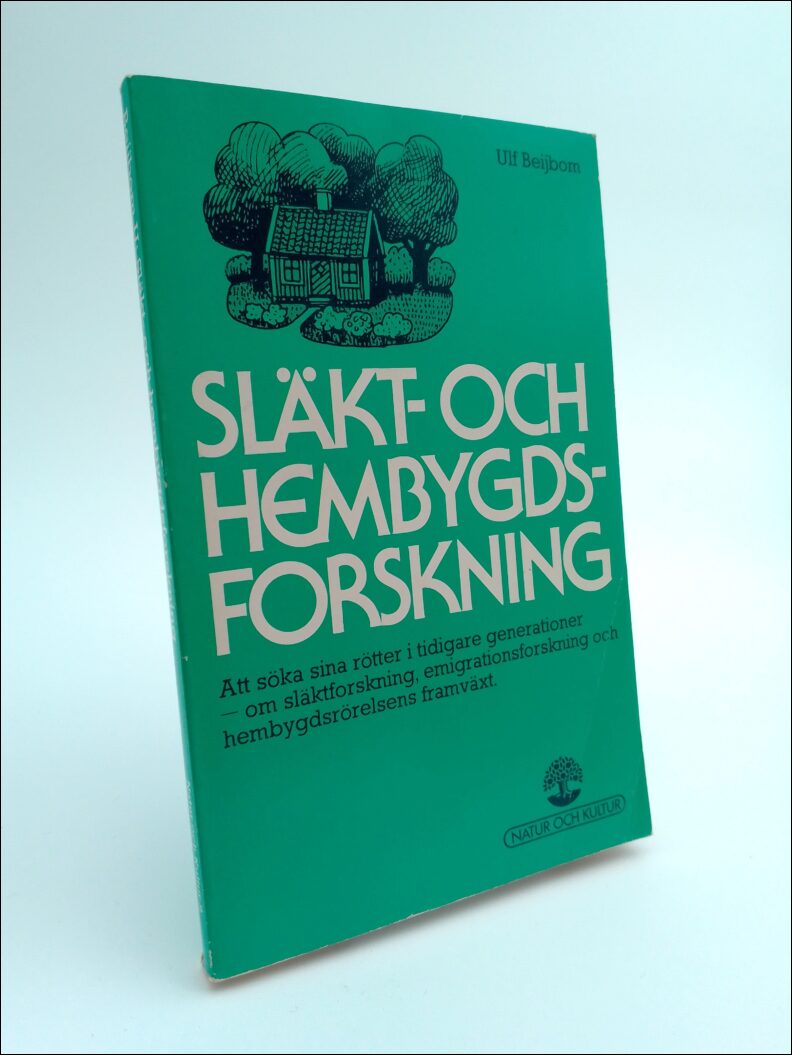 Ulf Beijbom
SLÄKT- OCH
HEMBYGDS-
FORSKNING
Att söka sina rötter i tidigare generationer
— om släktforskning, emigrationsforskning och
hembygdsrörelsens framväxt.
NATUR OCH KULTUR